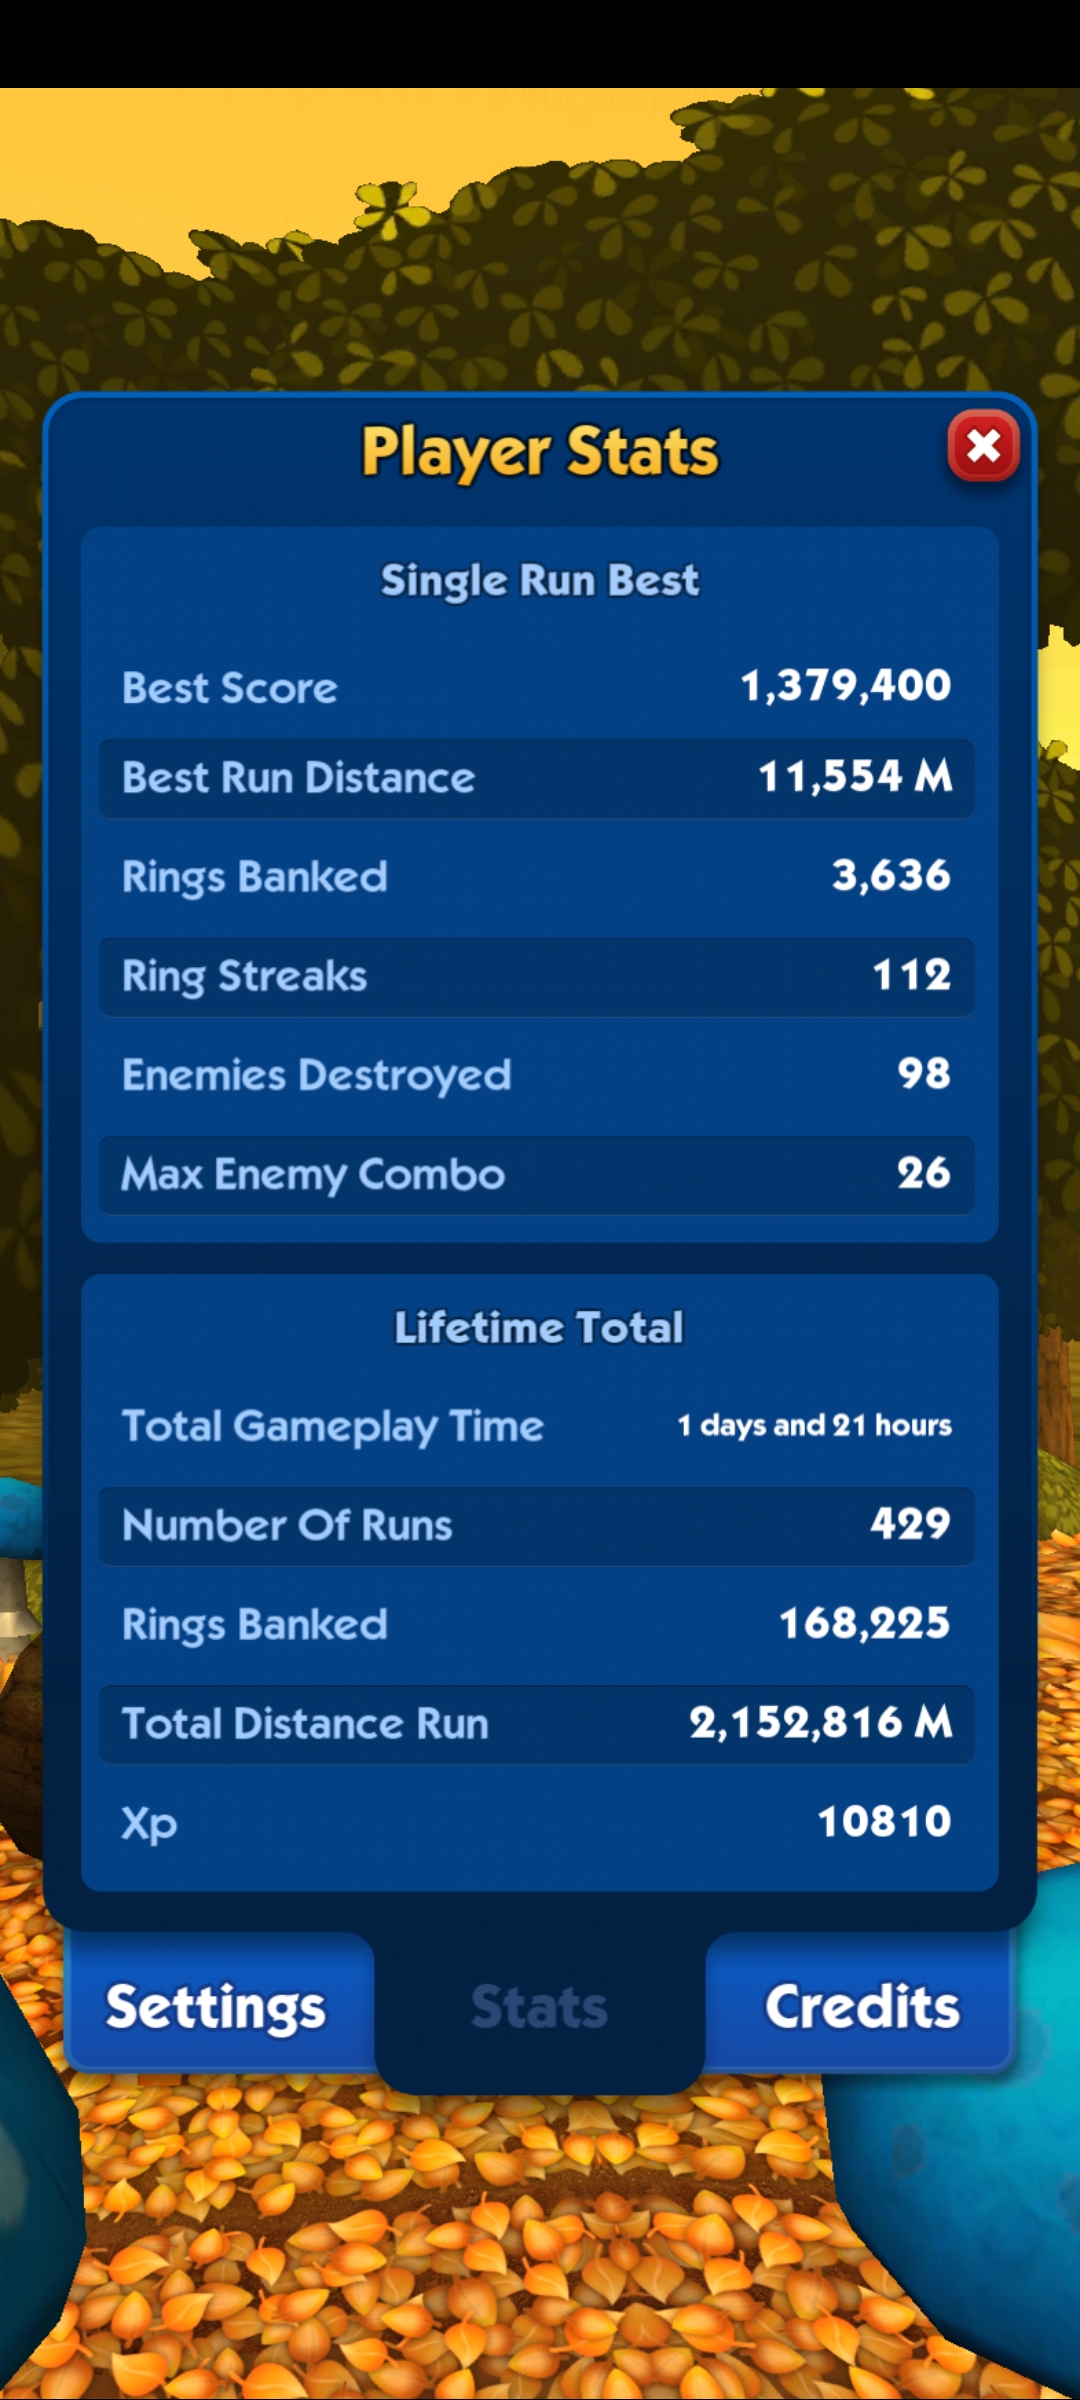 Player Stats
Single Run Best
Best Score 1,379,400
Best Run Distance 11,554 M
Rings Banked 3,636
Ring Streaks 112
Enemies Destroyed 98
Max Enemy Combo 26
Lifetime Total
Total Gameplay Time 1 days and 21 hours
Number Of Runs 429
Rings Banked 168,225
Total Distance Run 2,152,816 M
Xp 10810
Settings Stats Credits